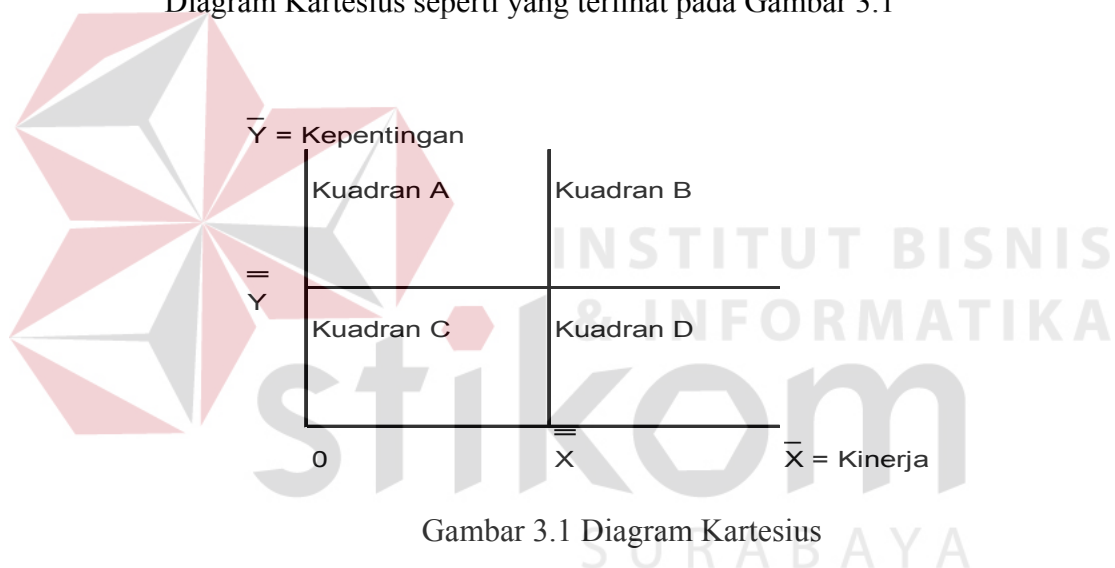 Diagram Kartesius seperti yang terlihat pada Gambar 3.1
Y̅ = Kepentingan
Kuadran A Kuadran B
INSTITUT BISNIS
Y̿
& INFORMATIKA
Kuadran C Kuadran D
stikom
0 X̿ X̅ = Kinerja
Gambar 3.1 Diagram Kartesius
SURABAYA